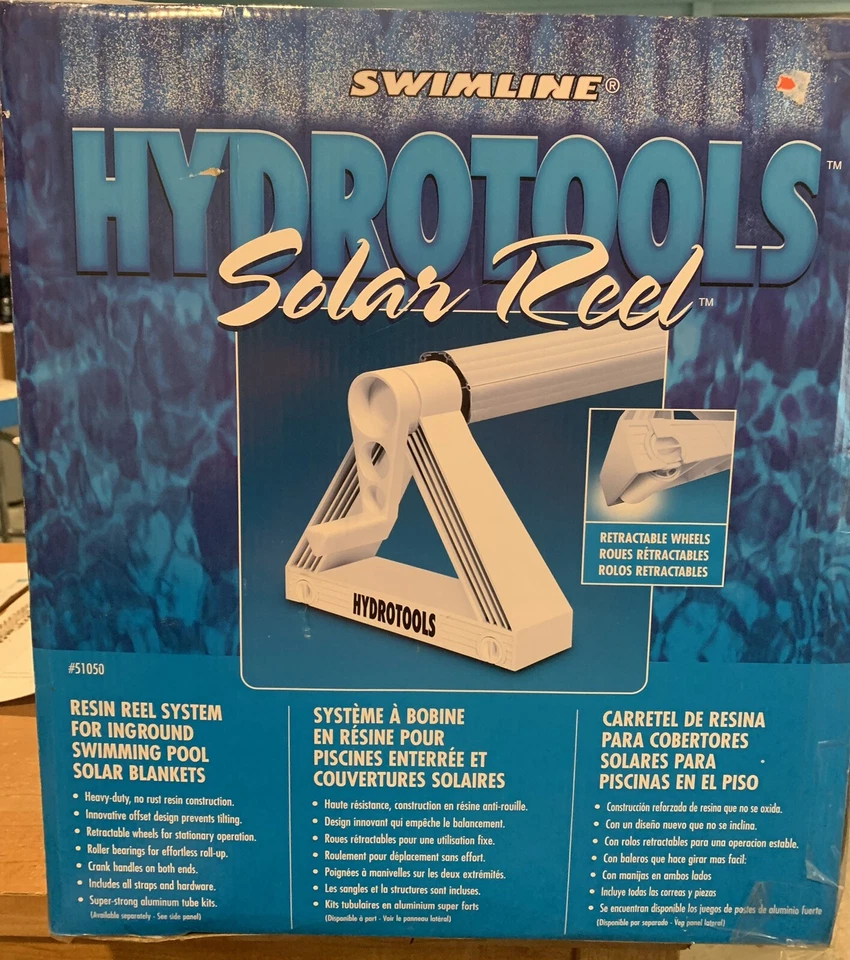 SWIMLINE®
HYDROTOOLS™
Solar Reel™
RETRACTABLE WHEELS
ROUES RÉTRACTABLES
ROLOS RETRACTABLES
HYDROTOOLS
#51050
RESIN REEL SYSTEM
FOR INGROUND
SWIMMING POOL
SOLAR BLANKETS
• Heavy-duty, no rust resin construction.
• Innovative offset design prevents tilting.
• Retractable wheels for stationary operation.
• Roller bearings for effortless roll-up.
• Crank handles on both ends.
• Includes all straps and hardware.
• Super-strong aluminum tube kits.
(Available separately - See side panel)
SYSTÈME À BOBINE
EN RÉSINE POUR
PISCINES ENTERRÉE ET
COUVERTURES SOLAIRES
• Haute résistance, construction en résine anti-rouille.
• Design innovant qui empêche le balancement.
• Roues rétractables pour une utilisation fixe.
• Roulement pour déplacement sans effort.
• Poignées à manivelles sur les deux extrémités.
• Les sangles et la structures sont incluses.
• Kits tubulaires en aluminium super forts
(Disponible à part - Voir le panneau latéral)
CARRETEL DE RESINA
PARA COBERTORES
SOLARES PARA
PISCINAS EN EL PISO
• Construcción reforzada de resina que no se oxida.
• Con un diseño nuevo que no se inclina.
• Con rolos retractables para una operacion estable.
• Con baleros que hace girar mas facil:
• Con manijas en ambos lados
• Incluye todas las correas y piezas
• Se encuentran disponible los juegos de postes de aluminio fuerte
(Disponible por separado - Vea panel lateral)